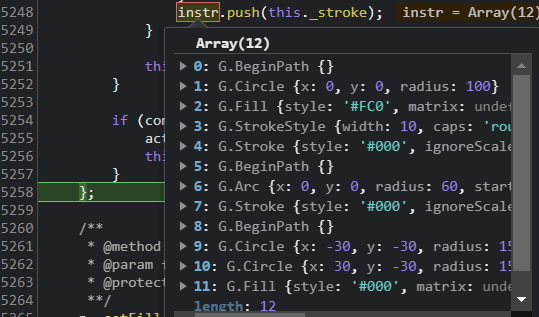 5248 instr.push(this._stroke); instr = Array(12)
5249 }
5250
5251 thi
5252 }
5253
5254 if (com
5255 act
5256 thi
5257 }
5258 };
5259
5260 /**
5261 * @method
5262 * @param
5263 * @protec
5264 **/
Array(12)
0: G.BeginPath {}
1: G.Circle {x: 0, y: 0, radius: 100}
2: G.Fill {style: '#FC0', matrix: undef
3: G.StrokeStyle {width: 10, caps: 'rou
4: G.Stroke {style: '#000', ignoreScale
5: G.BeginPath {}
6: G.Arc {x: 0, y: 0, radius: 60, start
7: G.Stroke {style: '#000', ignoreScale
8: G.BeginPath {}
9: G.Circle {x: -30, y: -30, radius: 15
10: G.Circle {x: 30, y: -30, radius: 15
11: G.Fill {style: '#000', matrix: unde
length: 12